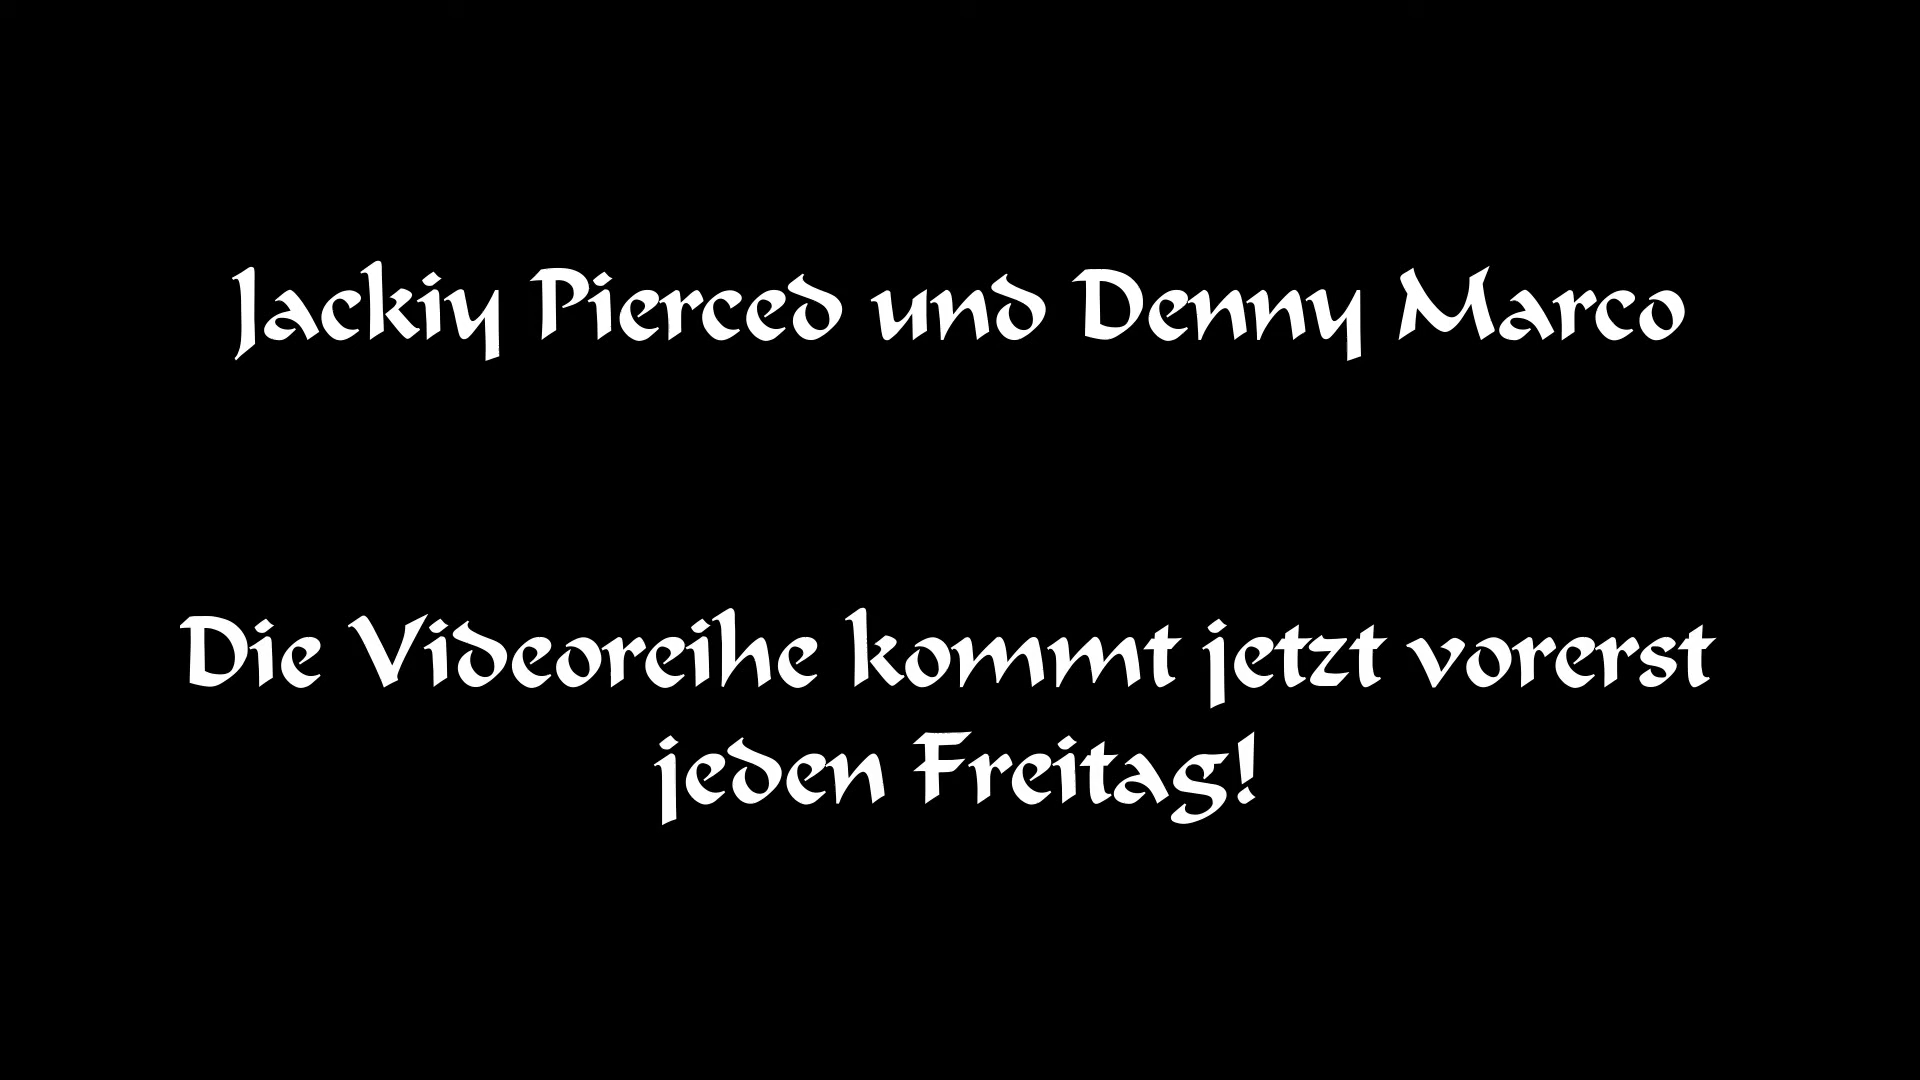 Jackiy Pierced und Denny Marco
Die Videoreihe kommt jetzt vorerst
jeden Freitag!